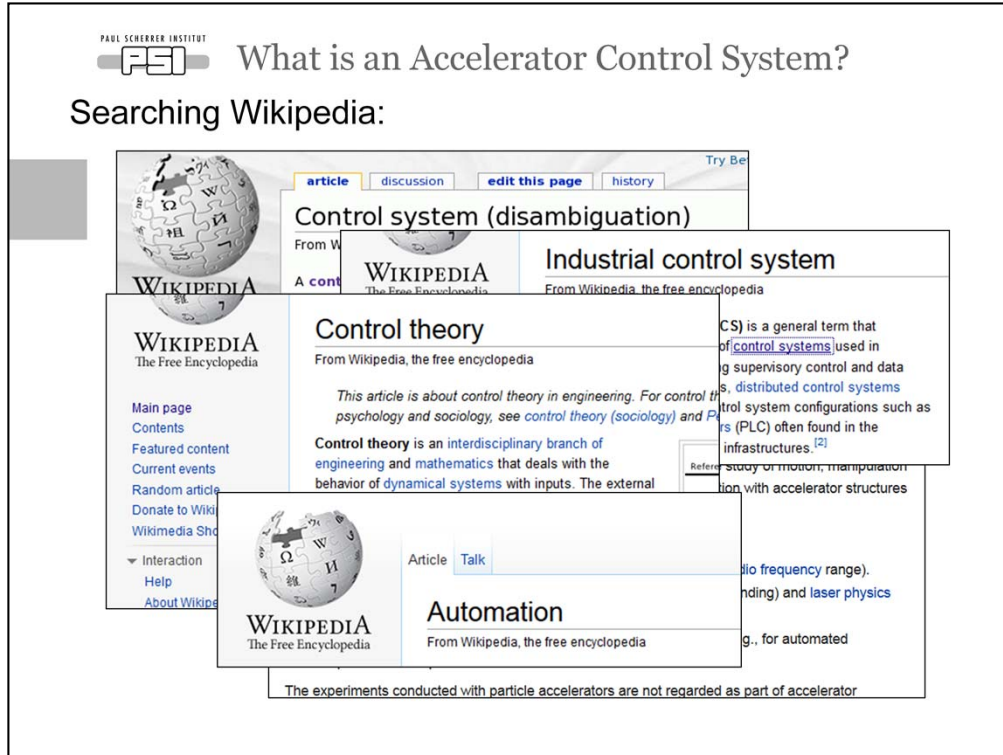 PAUL SCHERRER INSTITUT
PSI
What is an Accelerator Control System?
Searching Wikipedia:
Try Be
article
discussion
edit this page
history
Control system (disambiguation)
From W
A cont
WIKIPEDIA
WIKIPEDIA
The Free Encyclopedia
Industrial control system
From Wikipedia, the free encyclopedia
CS) is a general term that
of control systems used in
g supervisory control and data
s, distributed control systems
trol system configurations such as
rs (PLC) often found in the
infrastructures.[2]
WIKIPEDIA
The Free Encyclopedia
Main page
Contents
Featured content
Current events
Random article
Donate to Wiki
Wikimedia Sho
Interaction
Help
About Wikipe
Control theory
From Wikipedia, the free encyclopedia
This article is about control theory in engineering. For control th
psychology and sociology, see control theory (sociology) and P
Control theory is an interdisciplinary branch of
engineering and mathematics that deals with the
behavior of dynamical systems with inputs. The external
Refere
study of motion, manipulation
tion with accelerator structures
dio frequency range).
nding) and laser physics
g., for automated
The experiments conducted with particle accelerators are not regarded as part of accelerator
WIKIPEDIA
The Free Encyclopedia
Article
Talk
Automation
From Wikipedia, the free encyclopedia